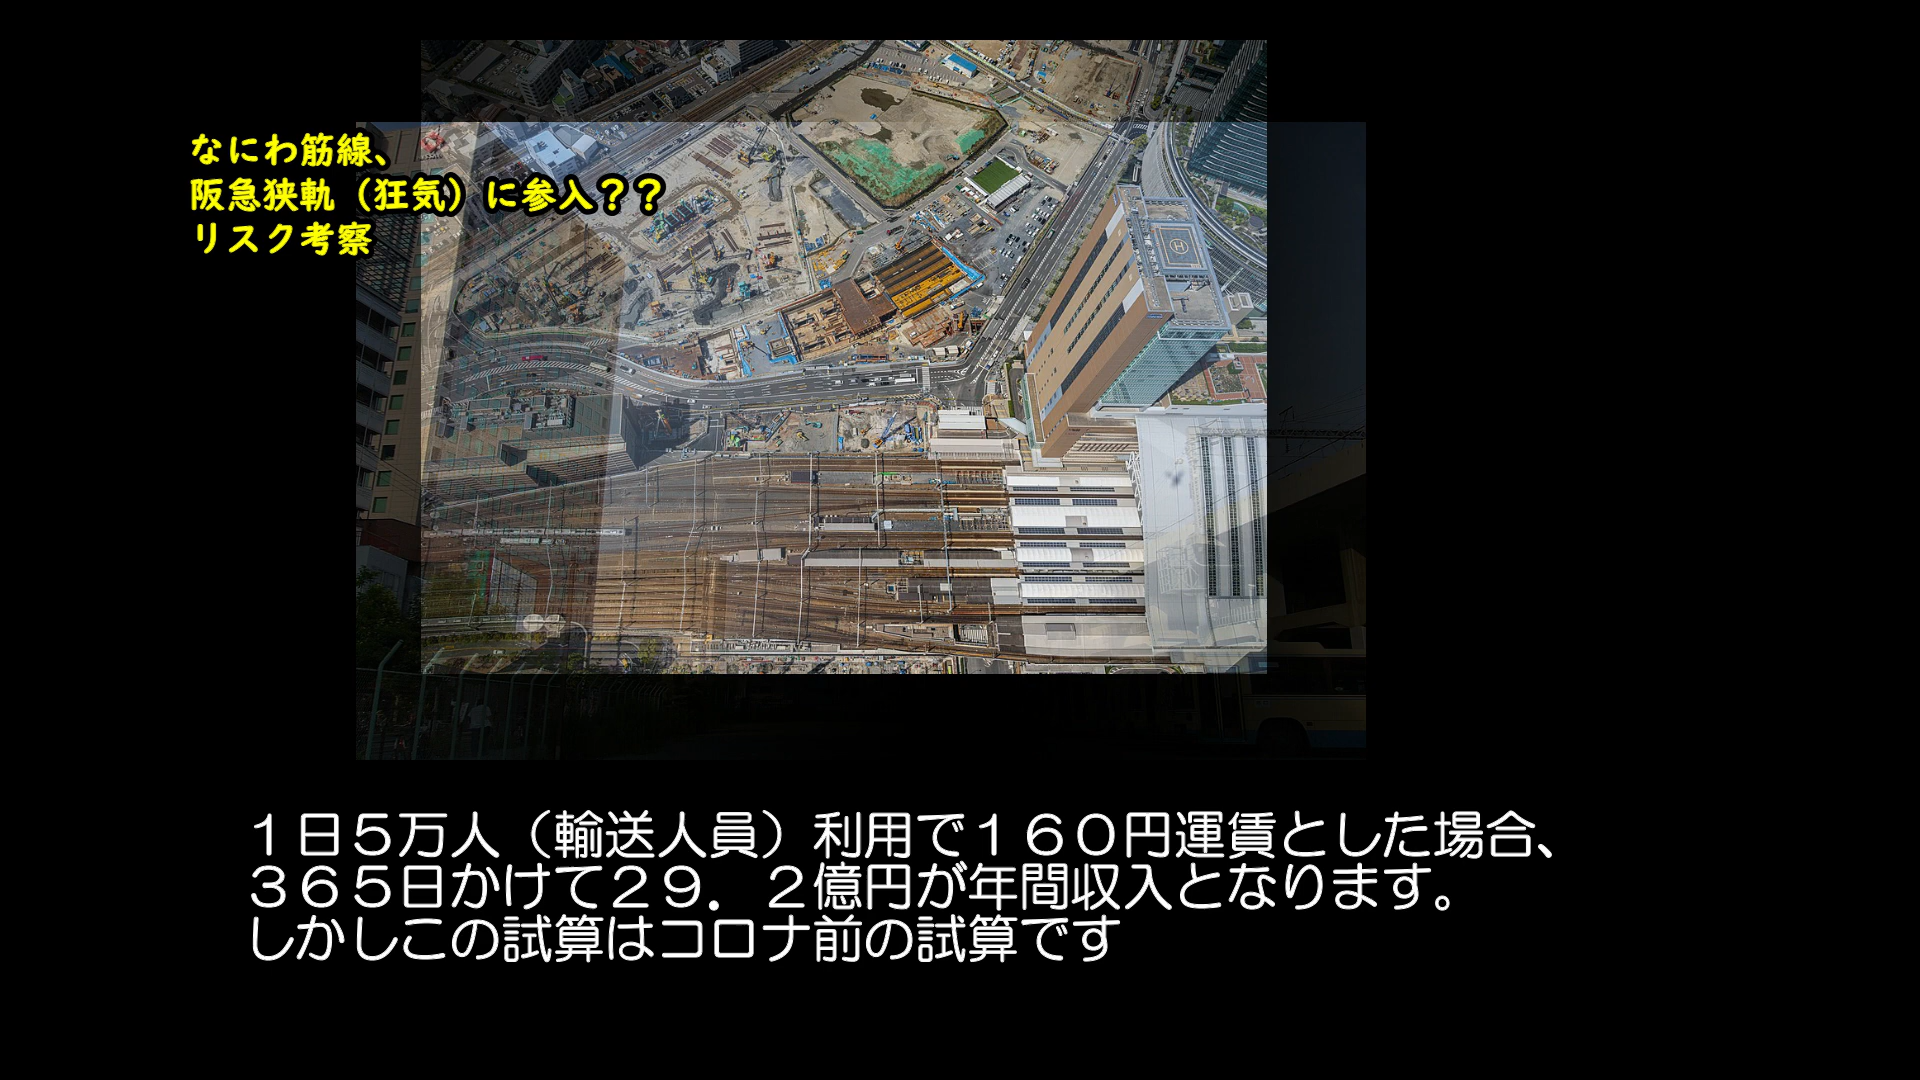 なにわ筋線、
阪急狭軌（狂気）に参入？？
リスク考察
１日５万人（輸送人員）利用で１６０円運賃とした場合、
３６５日かけて２９．２億円が年間収入となります。
しかしこの試算はコロナ前の試算です